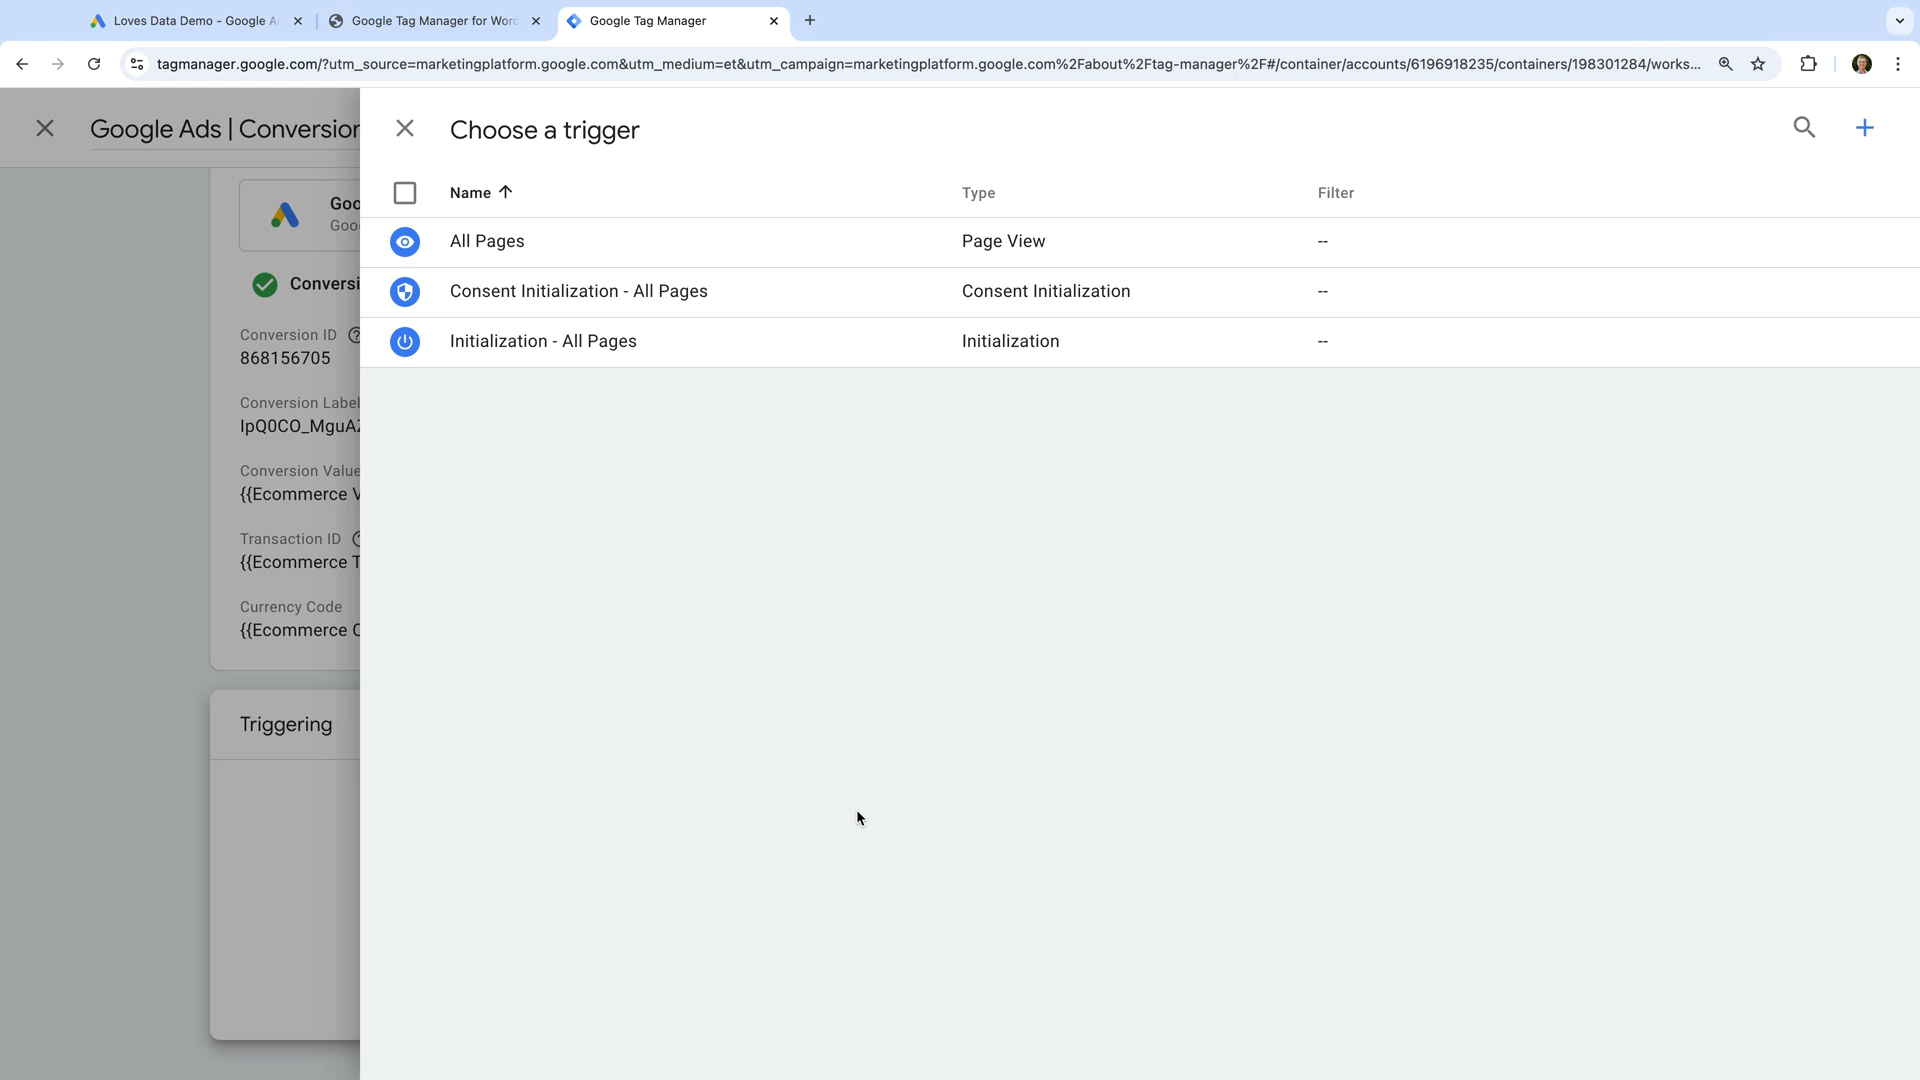 Loves Data Demo - Google A
Google Tag Manager for Wor
Google Tag Manager
tagmanager.google.com/?utm_source=marketingplatform.google.com&utm_medium=et&utm_campaign=marketingplatform.google.com%2Fabout%2Ftag-manager%2F#/container/accounts/6196918235/containers/198301284/works...
Google Ads | Conversion
Choose a trigger
Name Type Filter
All Pages Page View --
Consent Initialization - All Pages Consent Initialization --
Initialization - All Pages Initialization --
Goo
Goo
Conversi
Conversion ID
868156705
Conversion Label
IpQ0CO_MguAZ
Conversion Value
{{Ecommerce V
Transaction ID
{{Ecommerce T
Currency Code
{{Ecommerce C
Triggering